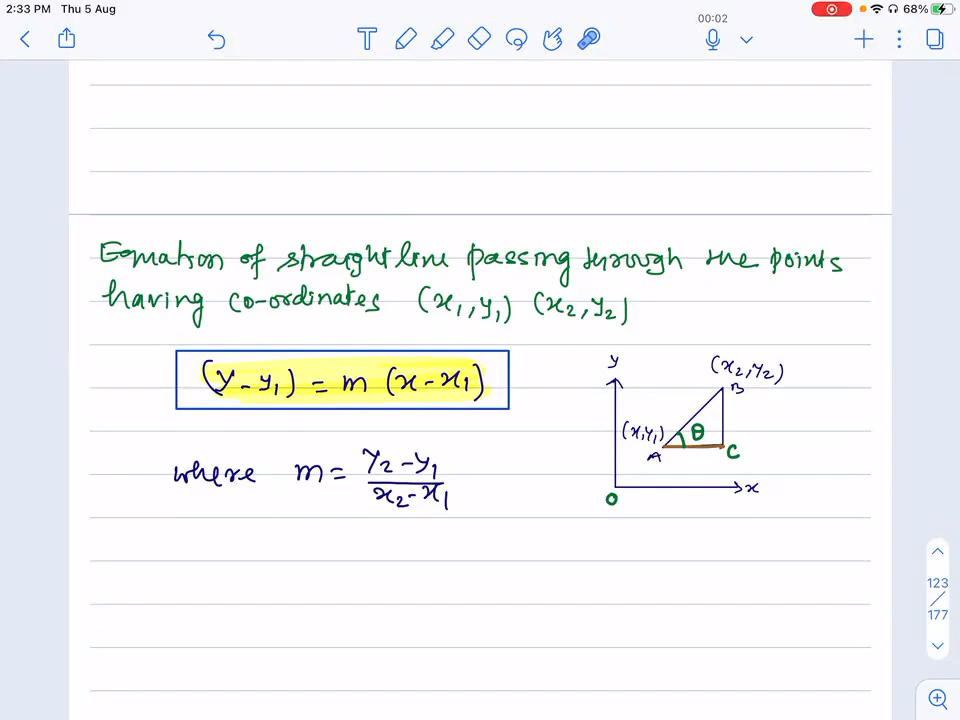 2:33 PM Thu 5 Aug
68%
00:02
T
Equation of straight line passing through the points
having co-ordinates (x₁,y₁) (x₂,y₂)
(y-y₁) = m (x-x₁)
where m = y₂-y₁
x₂-x₁
y
(x₂,y₂)
B
(x,y₁)
θ
A
C
O
x
123
/
177